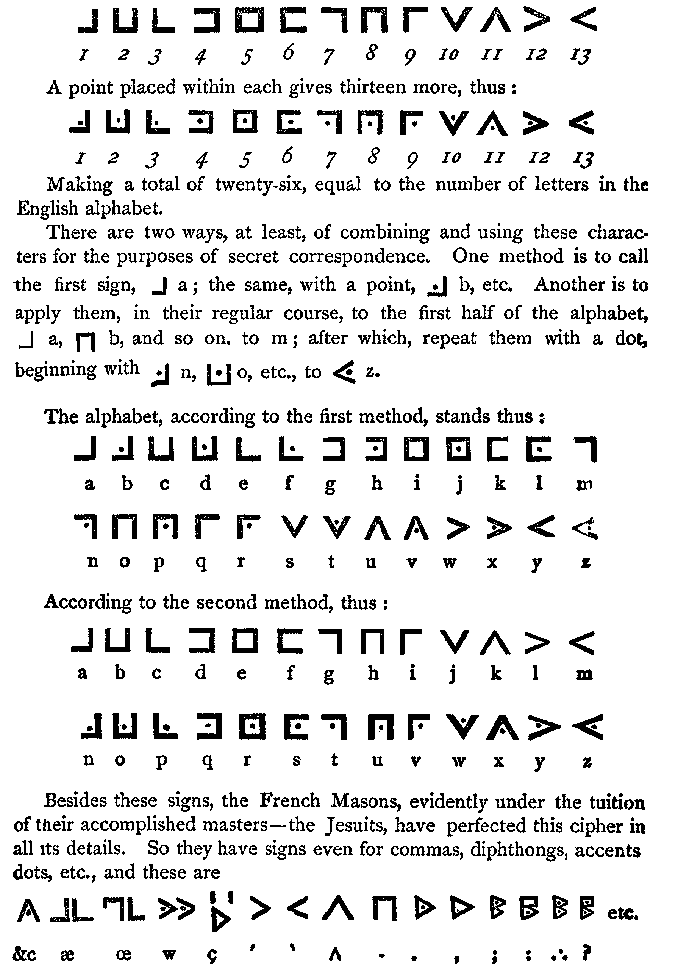 1 2 3 4 5 6 7 8 9 10 11 12 13
A point placed within each gives thirteen more, thus :
1 2 3 4 5 6 7 8 9 10 11 12 13
Making a total of twenty-six, equal to the number of letters in the
English alphabet.
There are two ways, at least, of combining and using these charac-
ters for the purposes of secret correspondence. One method is to call
the first sign, a ; the same, with a point, b, etc. Another is to
apply them, in their regular course, to the first half of the alphabet,
a, b, and so on. to m ; after which, repeat them with a dot,
beginning with n, o, etc., to z.
The alphabet, according to the first method, stands thus :
a b c d e f g h i j k l m
n o p q r s t u v w x y z
According to the second method, thus :
a b c d e f g h i j k l m
n o p q r s t u v w x y z
Besides these signs, the French Masons, evidently under the tuition
of their accomplished masters—the Jesuits, have perfected this cipher in
all its details. So they have signs even for commas, diphthongs, accents
dots, etc., and these are
etc.
&c æ œ w ç ′ ‵ ʌ - . , ; : ∴ ?